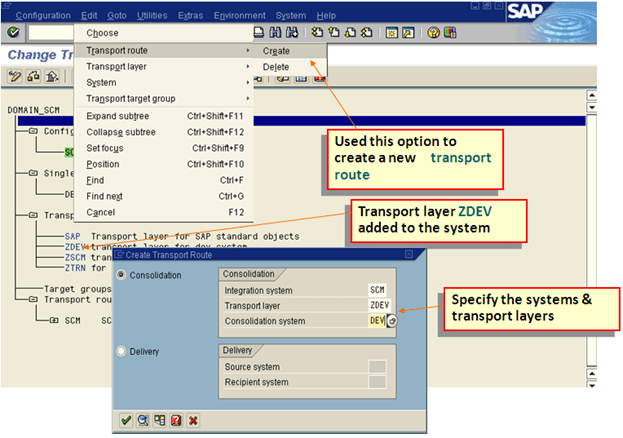 Configuration Edit Goto Utilities Extras Environment System Help
SAP
Choose
Change Tr
Transport route
Create
Transport layer
Delete
System
Transport target group
DOMAIN_SCM
Expand subtree Ctrl+Shift+F11
Config
Collapse subtree Ctrl+Shift+F12
SC
Set focus Ctrl+Shift+F9
Position Ctrl+Shift+F10
Singl
Find Ctrl+F
DE
Find next Ctrl+G
Transp
Cancel F12
Used this option to
create a new transport
route
Transport layer ZDEV
added to the system
SAP Transport layer for SAP standard objects
ZDEV transport layer for dev system
ZSCM tran
ZTRN for
Target groups
Transport rou
SCM SC
Create Transport Route
Consolidation
Consolidation
Integration system SCM
Transport layer ZDEV
Consolidation system DEV
Specify the systems &
transport layers
Delivery
Delivery
Source system
Recipient system